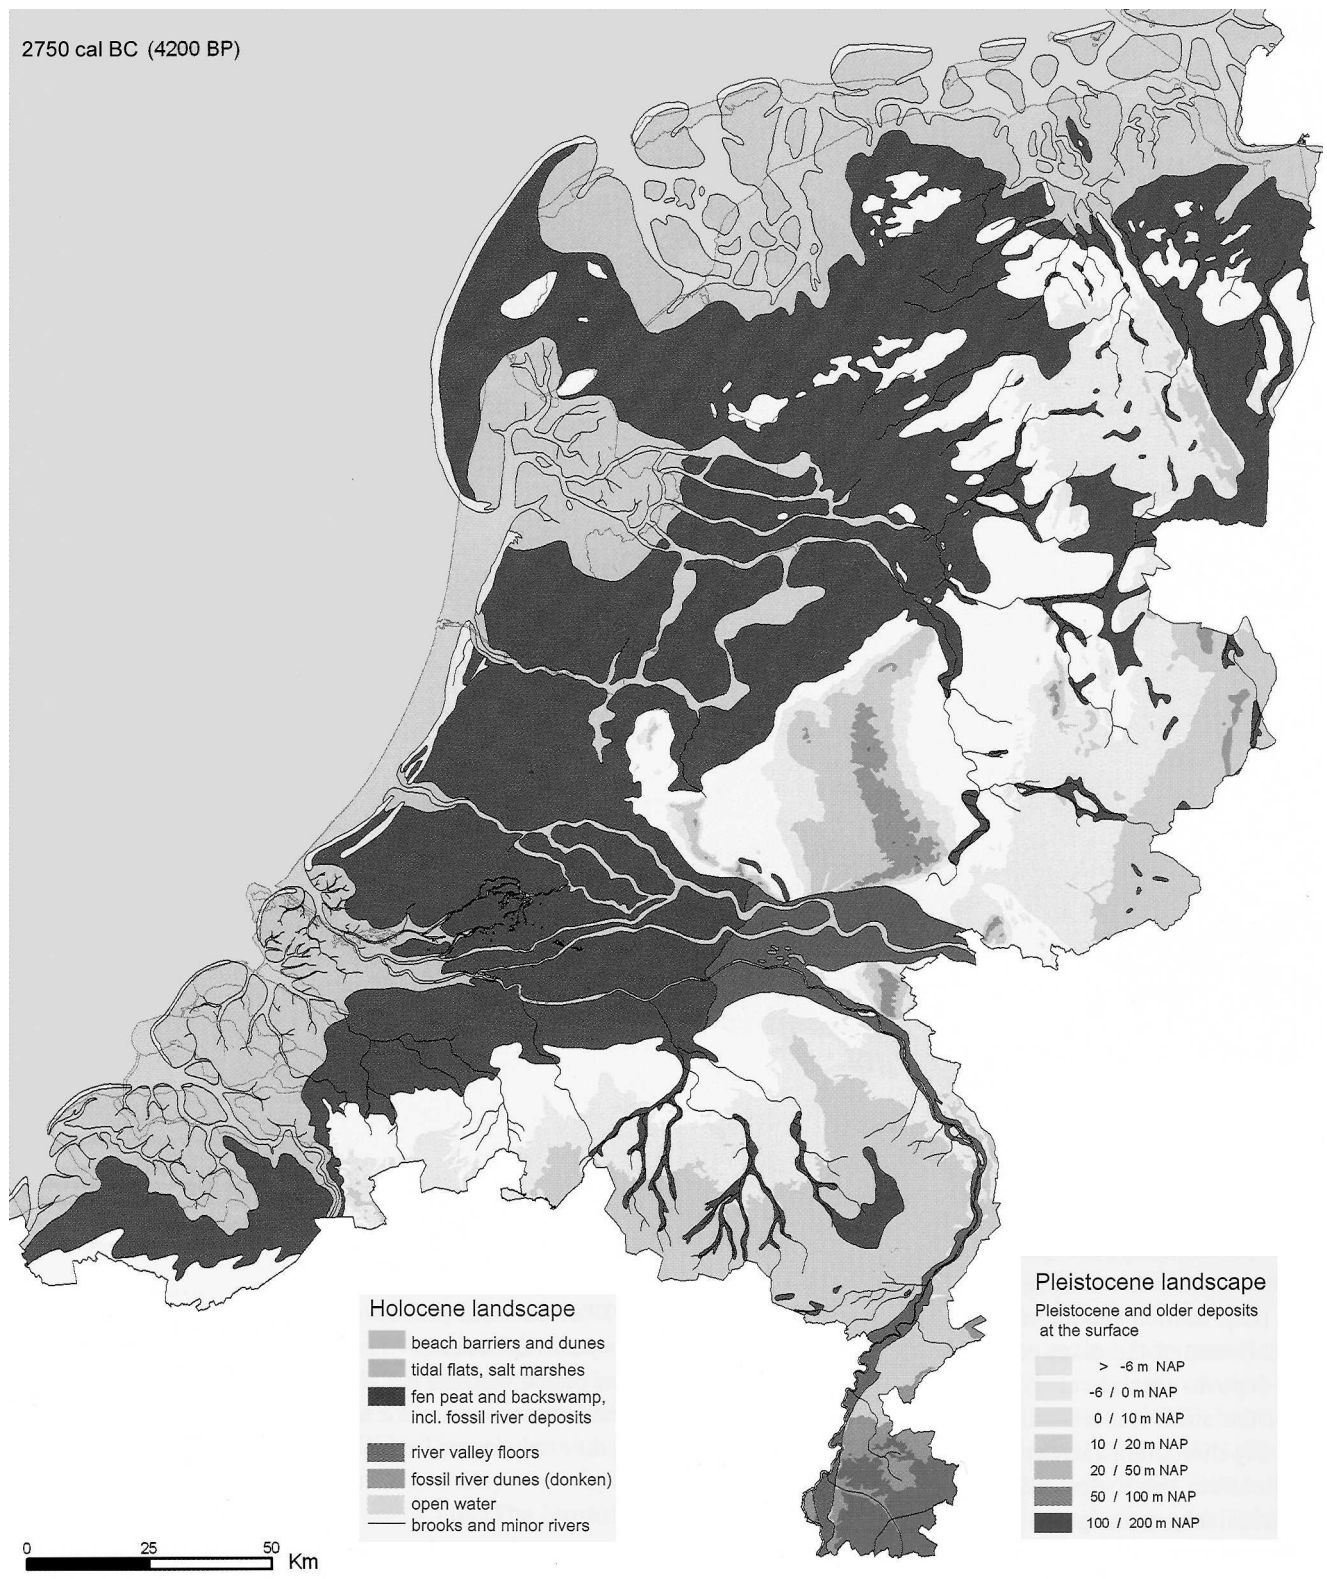 2750 cal BC (4200 BP)
Holocene landscape
beach barriers and dunes
tidal flats, salt marshes
fen peat and backswamp,
incl. fossil river deposits
river valley floors
fossil river dunes (donken)
open water
brooks and minor rivers
Pleistocene landscape
Pleistocene and older deposits
at the surface
> -6 m NAP
-6 / 0 m NAP
0 / 10 m NAP
10 / 20 m NAP
20 / 50 m NAP
50 / 100 m NAP
100 / 200 m NAP
0 25 50 Km